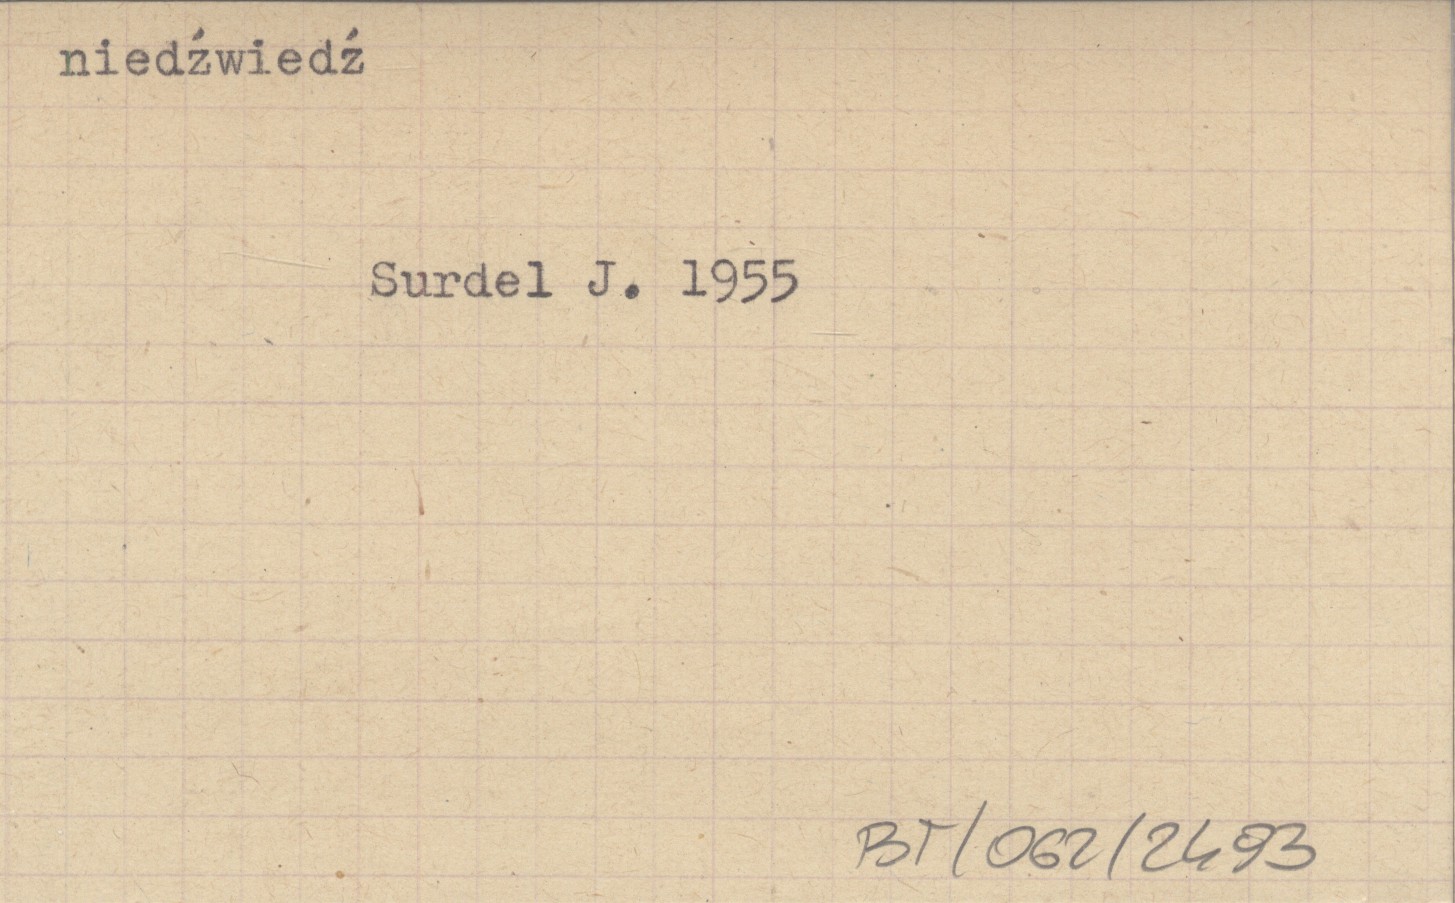 niedźwiedź
Surdel J. 1955
BT/062/2493